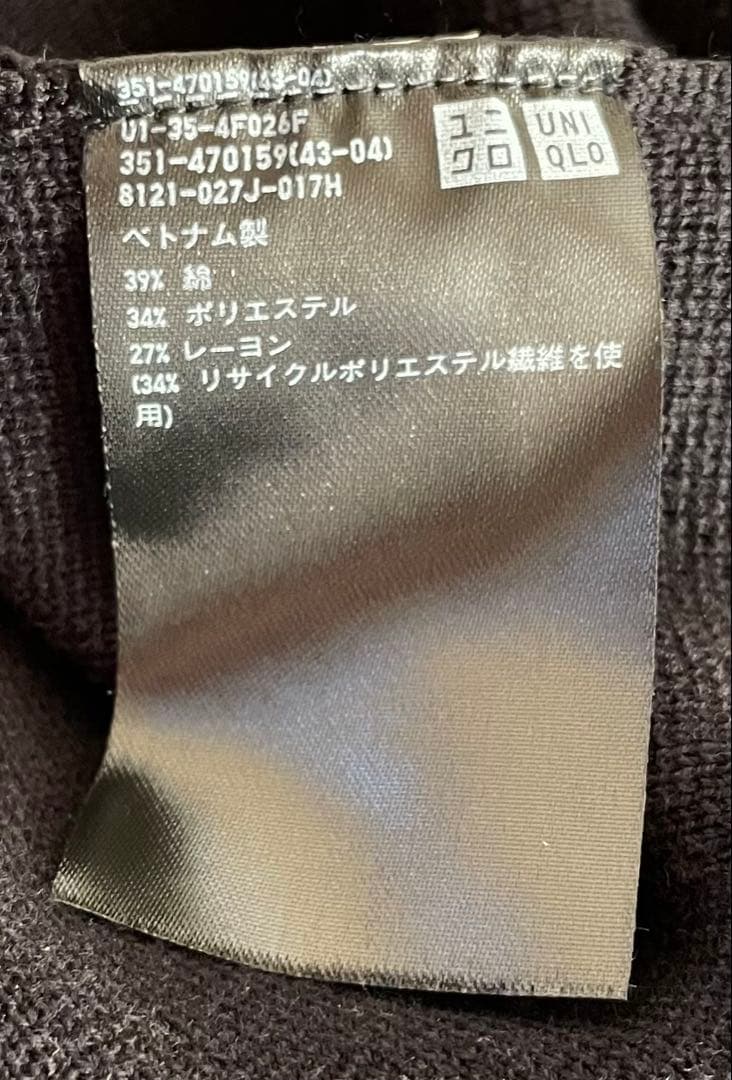 351-470159(43-04)
U1-35-4F026F
351-470159(43-04)
8121-027J-017H
ユニ
クロ
UNI
QLO
ベトナム製
39% 綿
34% ポリエステル
27% レーヨン
(34% リサイクルポリエステル繊維を使
用)